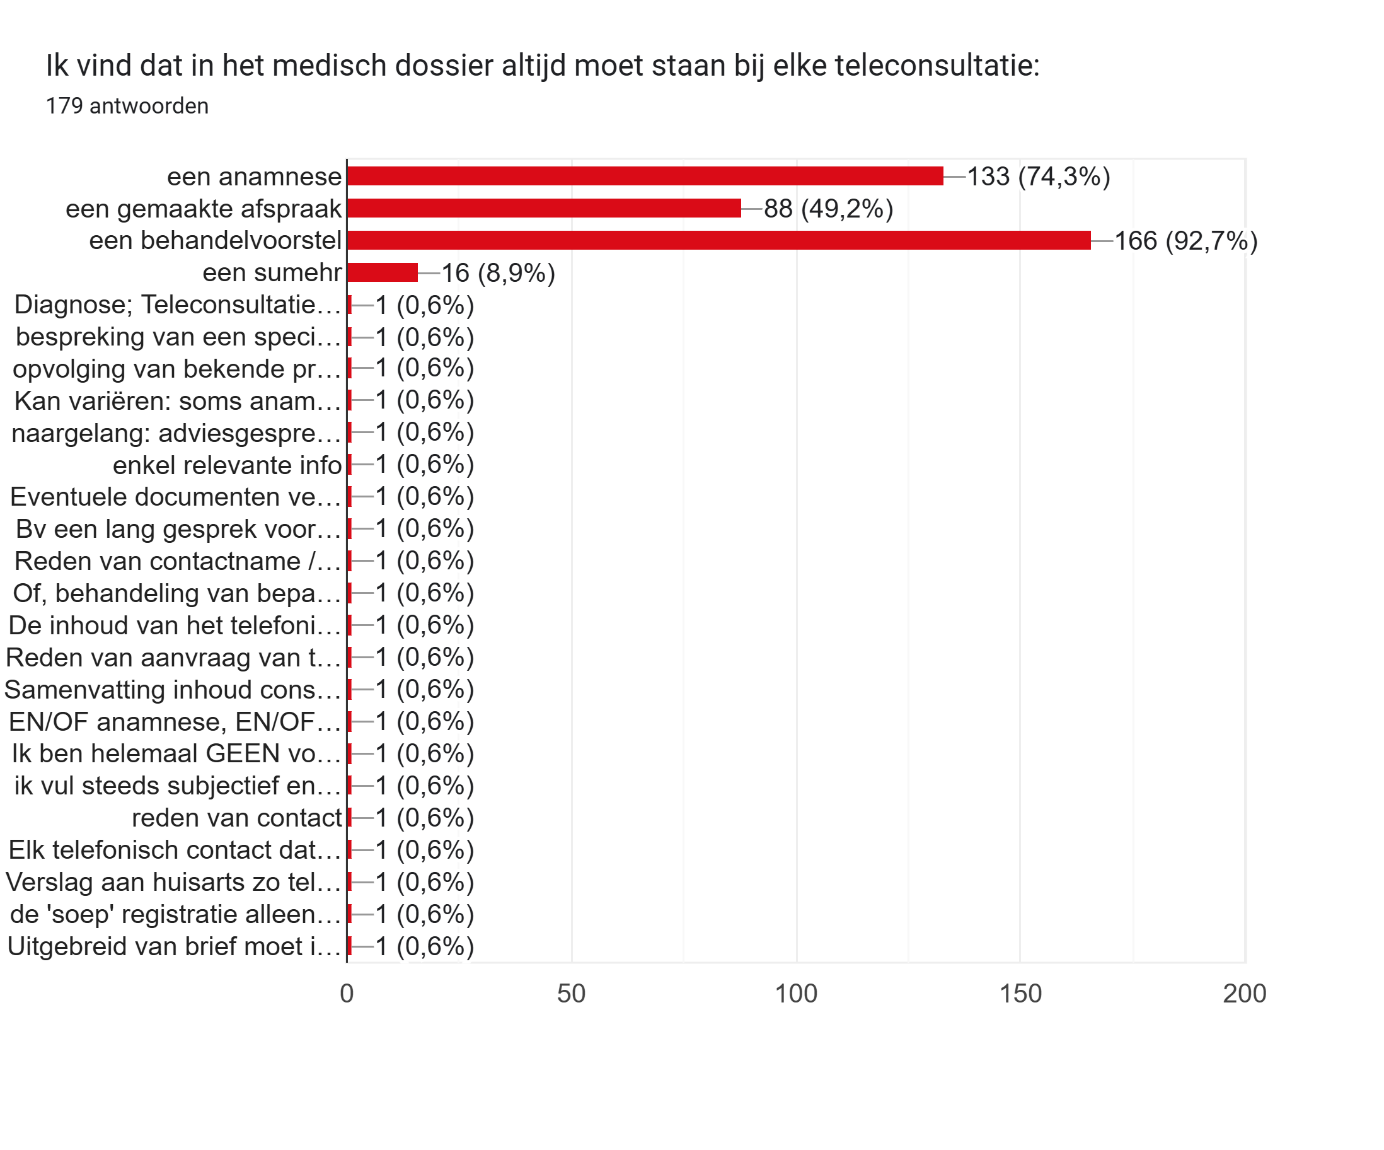 Ik vind dat in het medisch dossier altijd moet staan bij elke teleconsultatie:
179 antwoorden
een anamnese 133 (74,3%)
een gemaakte afspraak 88 (49,2%)
een behandelvoorstel 166 (92,7%)
een sumehr 16 (8,9%)
Diagnose; Teleconsultatie… 1 (0,6%)
bespreking van een speci… 1 (0,6%)
opvolging van bekende pr… 1 (0,6%)
Kan variëren: soms anam… 1 (0,6%)
naargelang: adviesgespre… 1 (0,6%)
enkel relevante info 1 (0,6%)
Eventuele documenten ve… 1 (0,6%)
Bv een lang gesprek voor… 1 (0,6%)
Reden van contactname /… 1 (0,6%)
Of, behandeling van bepa… 1 (0,6%)
De inhoud van het telefoni… 1 (0,6%)
Reden van aanvraag van t… 1 (0,6%)
Samenvatting inhoud cons… 1 (0,6%)
EN/OF anamnese, EN/OF… 1 (0,6%)
Ik ben helemaal GEEN vo… 1 (0,6%)
ik vul steeds subjectief en… 1 (0,6%)
reden van contact 1 (0,6%)
Elk telefonisch contact dat… 1 (0,6%)
Verslag aan huisarts zo tel… 1 (0,6%)
de 'soep' registratie alleen… 1 (0,6%)
Uitgebreid van brief moet i… 1 (0,6%)
0 50 100 150 200